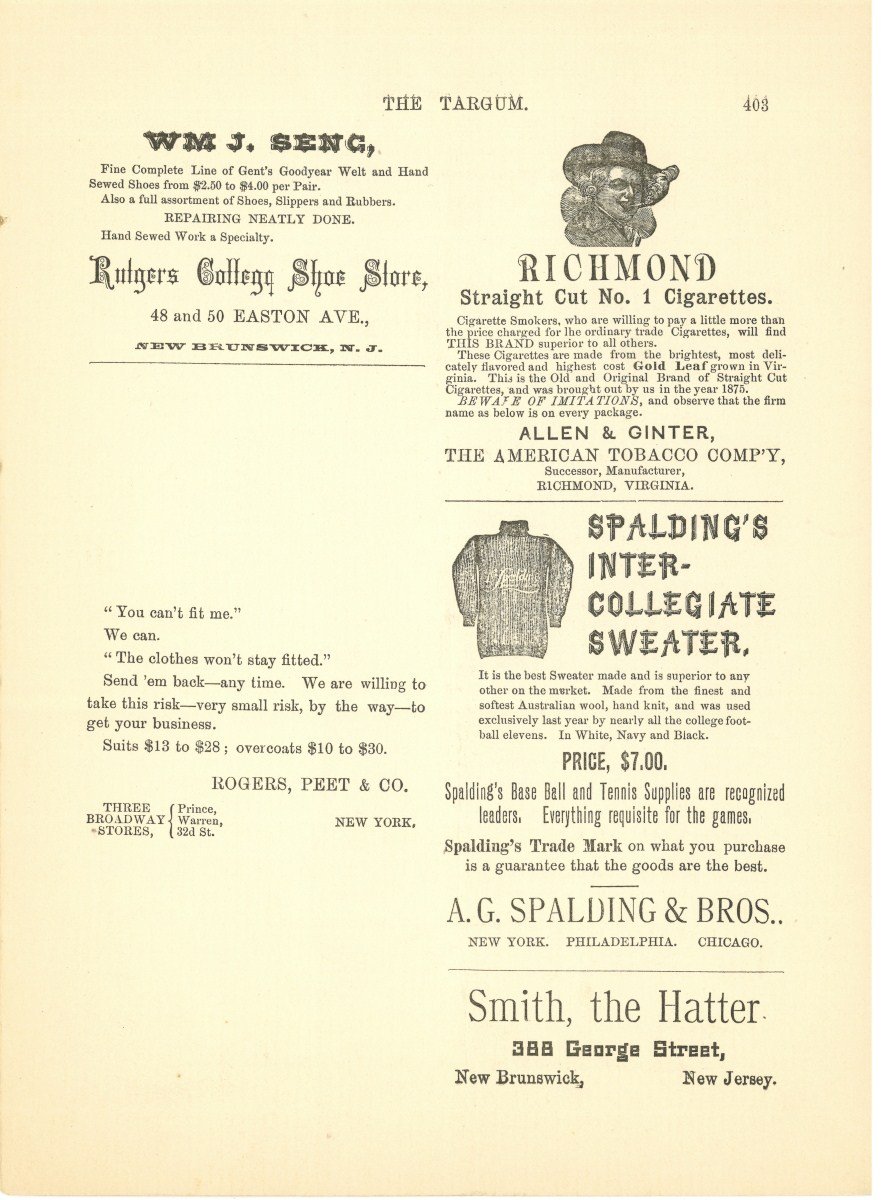 THE TARGUM.
403
WM J. SENG,
Fine Complete Line of Gent's Goodyear Welt and Hand
Sewed Shoes from $2.50 to $4.00 per Pair.
Also a full assortment of Shoes, Slippers and Rubbers.
REPAIRING NEATLY DONE.
Hand Sewed Work a Specialty.
Rutgers College Shoe Store,
48 and 50 EASTON AVE.,
NEW BRUNSWICK, N. J.
"You can't fit me."
We can.
"The clothes won't stay fitted."
Send 'em back—any time. We are willing to
take this risk—very small risk, by the way—to
get your business.
Suits $13 to $28; overcoats $10 to $30.
ROGERS, PEET & CO.
THREE
BROADWAY
STORES,
Prince,
Warren,
32d St.
NEW YORK.
RICHMOND
Straight Cut No. 1 Cigarettes.
Cigarette Smokers, who are willing to pay a little more than
the price charged for lhe ordinary trade Cigarettes, will find
THIS BRAND superior to all others.
These Cigarettes are made from the brightest, most deli-
cately flavored and highest cost Gold Leaf grown in Vir-
ginia. This is the Old and Original Brand of Straight Cut
Cigarettes, and was brought out by us in the year 1875.
BEWARE OF IMITATIONS, and observe that the firm
name as below is on every package.
ALLEN & GINTER,
THE AMERICAN TOBACCO COMP'Y,
Successor, Manufacturer,
RICHMOND, VIRGINIA.
Spalding
SPALDING'S
INTER-
COLLEGIATE
SWEATER.
It is the best Sweater made and is superior to any
other on the market. Made from the finest and
softest Australian wool, hand knit, and was used
exclusively last year by nearly all the college foot-
ball elevens. In White, Navy and Black.
PRICE, $7.00.
Spalding's Base Ball and Tennis Supplies are recognized
leaders. Everything requisite for the games.
Spalding's Trade Mark on what you purchase
is a guarantee that the goods are the best.
A. G. SPALDING & BROS..
NEW YORK. PHILADELPHIA. CHICAGO.
Smith, the Hatter.
388 George Street,
New Brunswick, New Jersey.